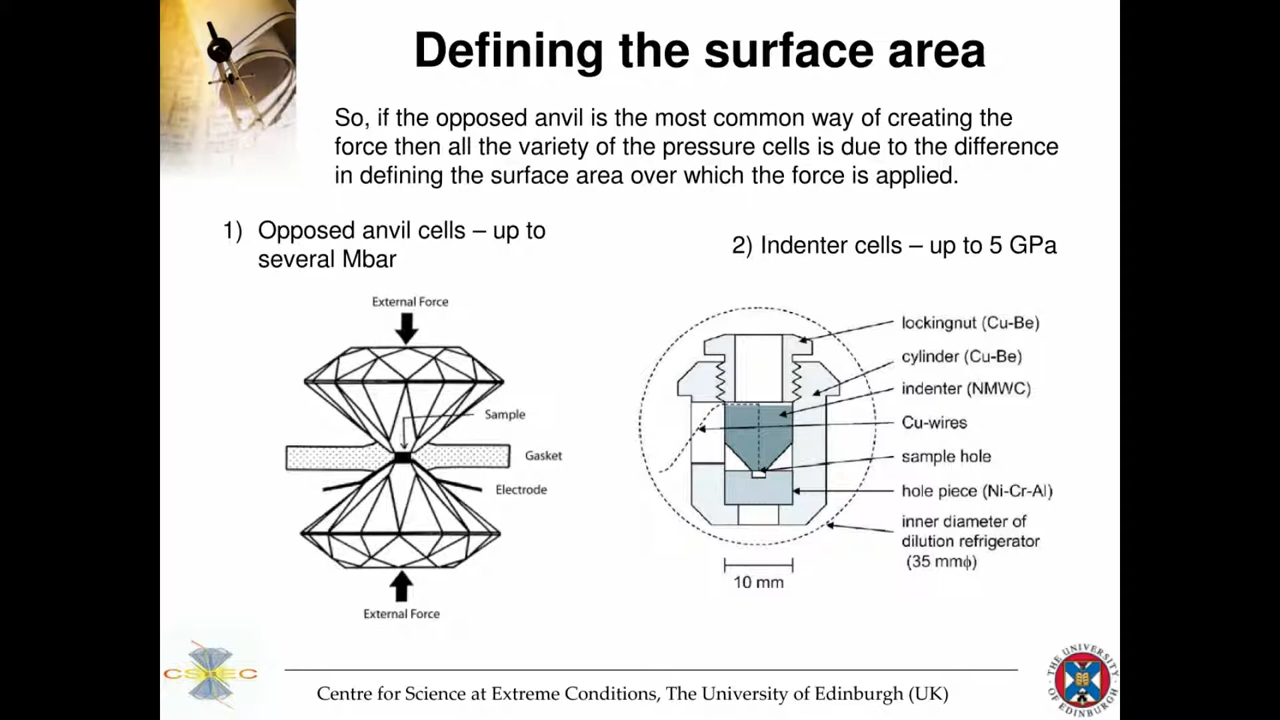 Defining the surface area
So, if the opposed anvil is the most common way of creating the
force then all the variety of the pressure cells is due to the difference
in defining the surface area over which the force is applied.
1) Opposed anvil cells – up to
several Mbar
External Force
Sample
Gasket
Electrode
External Force
2) Indenter cells – up to 5 GPa
lockingnut (Cu-Be)
cylinder (Cu-Be)
indenter (NMWC)
Cu-wires
sample hole
hole piece (Ni-Cr-Al)
inner diameter of
dilution refrigerator
(35 mmϕ)
10 mm
CSEC
Centre for Science at Extreme Conditions, The University of Edinburgh (UK)
THE UNIVERSITY
OF EDINBURGH